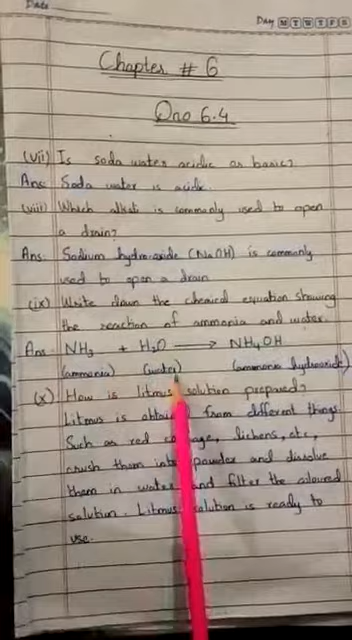 Date
Day M T W T F S
Chapter # 6
Qno 6.4
(vii) Is soda water acidic or basic?
Ans: Soda water is acidic.
(viii) Which alkali is commonly used to open
a drain?
Ans: Sodium hydroxide (NaOH) is commonly
used to open a drain
(ix) Write down the chemical equation showing
the reaction of ammonia and water.
Ans: NH3 + H2O → NH4OH
(ammonia) (water) (ammonia hydroxide)
(x) How is litmus solution prepared?
Litmus is from different things.
Such as red lichens, etc,
crush them into powder and dissolve
them in water and filter the coloured
solution. Litmus solution is ready to
use.